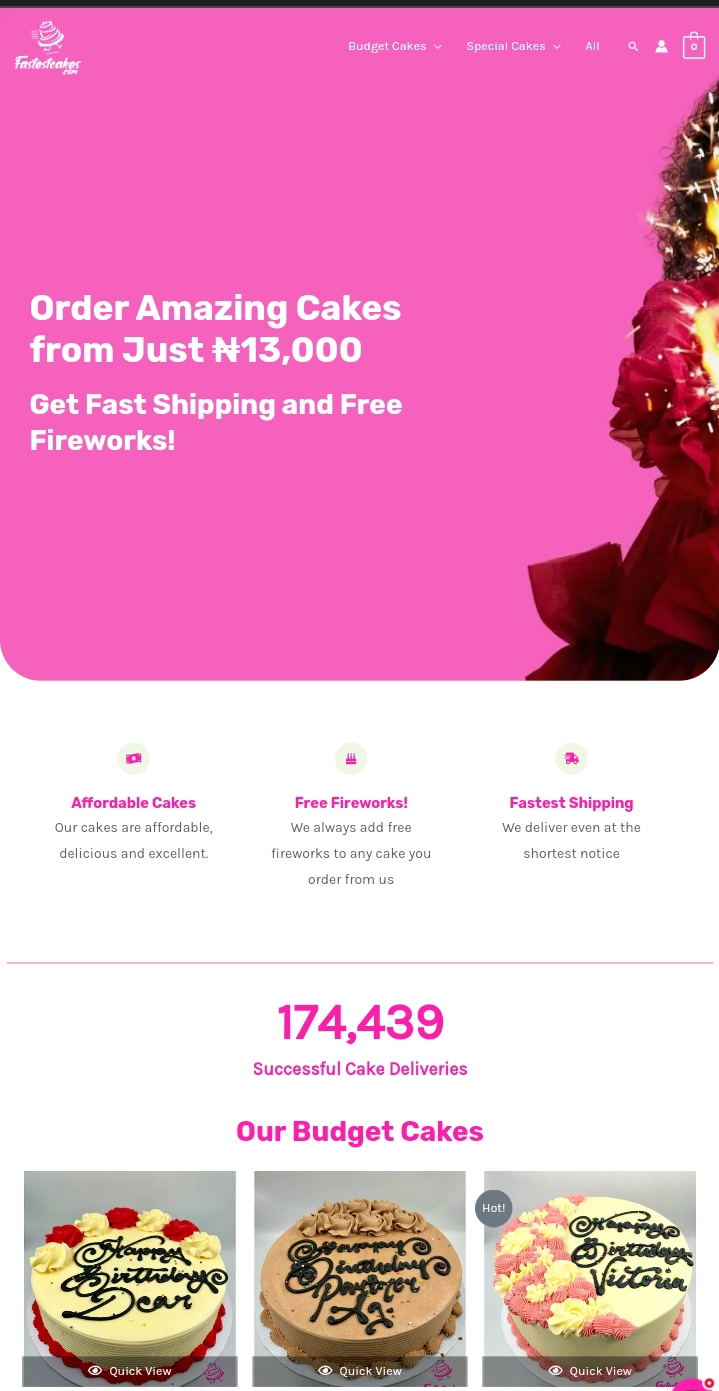 Fastestcakes
.com
Budget Cakes
Special Cakes
All
0
Order Amazing Cakes
from Just ₦13,000
Get Fast Shipping and Free
Fireworks!
Affordable Cakes
Our cakes are affordable,
delicious and excellent.
Free Fireworks!
We always add free
fireworks to any cake you
order from us
Fastest Shipping
We deliver even at the
shortest notice
174,439
Successful Cake Deliveries
Our Budget Cakes
Happy
Birthday
Dear
Quick View
Happy
Birthday
Quick View
Hot!
Happy
Birthday
Victoria
Quick View